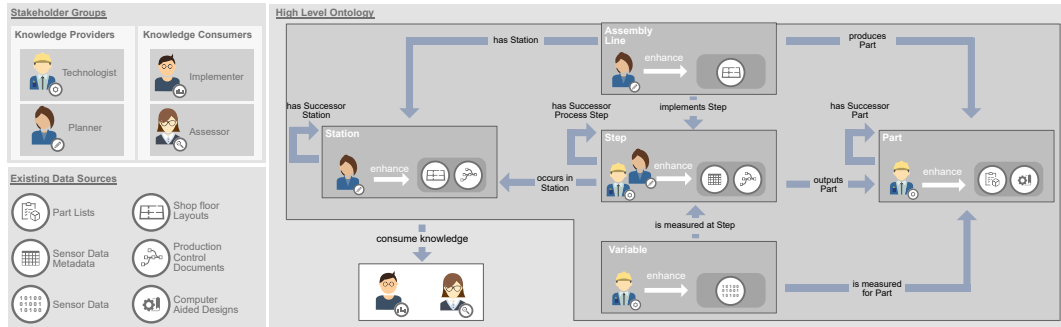 Stakeholder Groups
Knowledge Providers
Knowledge Consumers
Technologist
Implementer
Planner
Assessor
Existing Data Sources
Part Lists
Shop floor
Layouts
Sensor Data
Metadata
Production
Control
Documents
10100
01001
10100
Sensor Data
Computer
Aided Designs
High Level Ontology
Assembly
Line
enhance
has Station
produces
Part
implements Step
has Successor
Station
Station
enhance
has Successor
Process Step
Step
enhance
has Successor
Part
Part
enhance
occurs in
Station
outputs
Part
is measured at Step
consume knowledge
Variable
enhance
10100
01001
10100
is measured
for Part